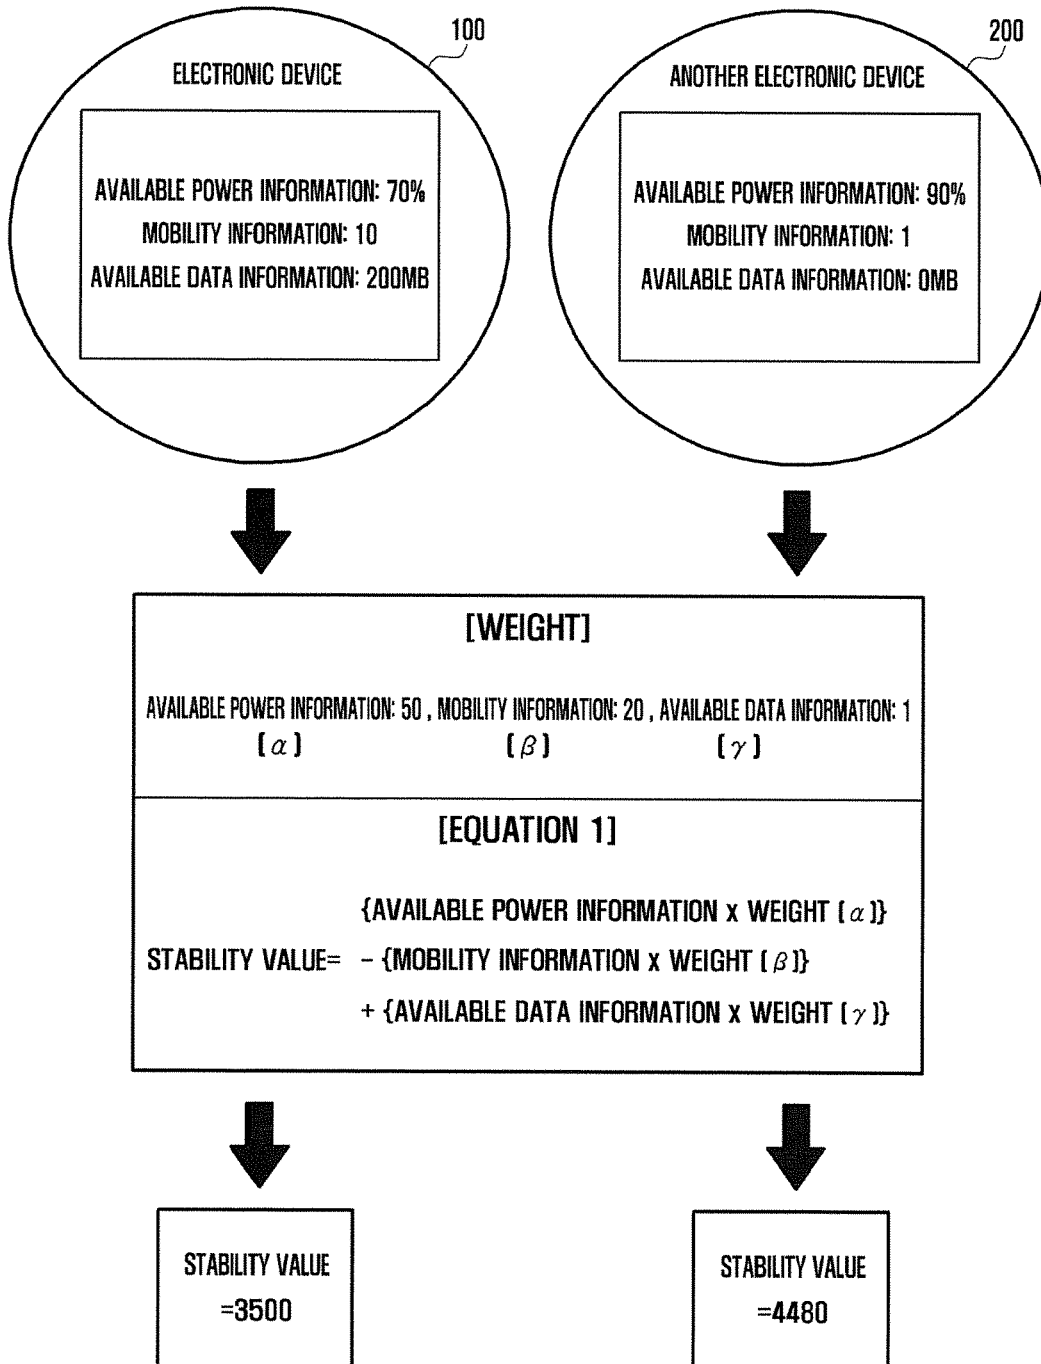 100
ELECTRONIC DEVICE
AVAILABLE POWER INFORMATION: 70%
MOBILITY INFORMATION: 10
AVAILABLE DATA INFORMATION: 200MB
200
ANOTHER ELECTRONIC DEVICE
AVAILABLE POWER INFORMATION: 90%
MOBILITY INFORMATION: 1
AVAILABLE DATA INFORMATION: 0MB
[WEIGHT]
AVAILABLE POWER INFORMATION: 50 , MOBILITY INFORMATION: 20 , AVAILABLE DATA INFORMATION: 1
(α) (β) (γ)
[EQUATION 1]
{AVAILABLE POWER INFORMATION x WEIGHT (α)}
STABILITY VALUE= - {MOBILITY INFORMATION x WEIGHT (β)}
+ {AVAILABLE DATA INFORMATION x WEIGHT (γ)}
STABILITY VALUE
=3500
STABILITY VALUE
=4480